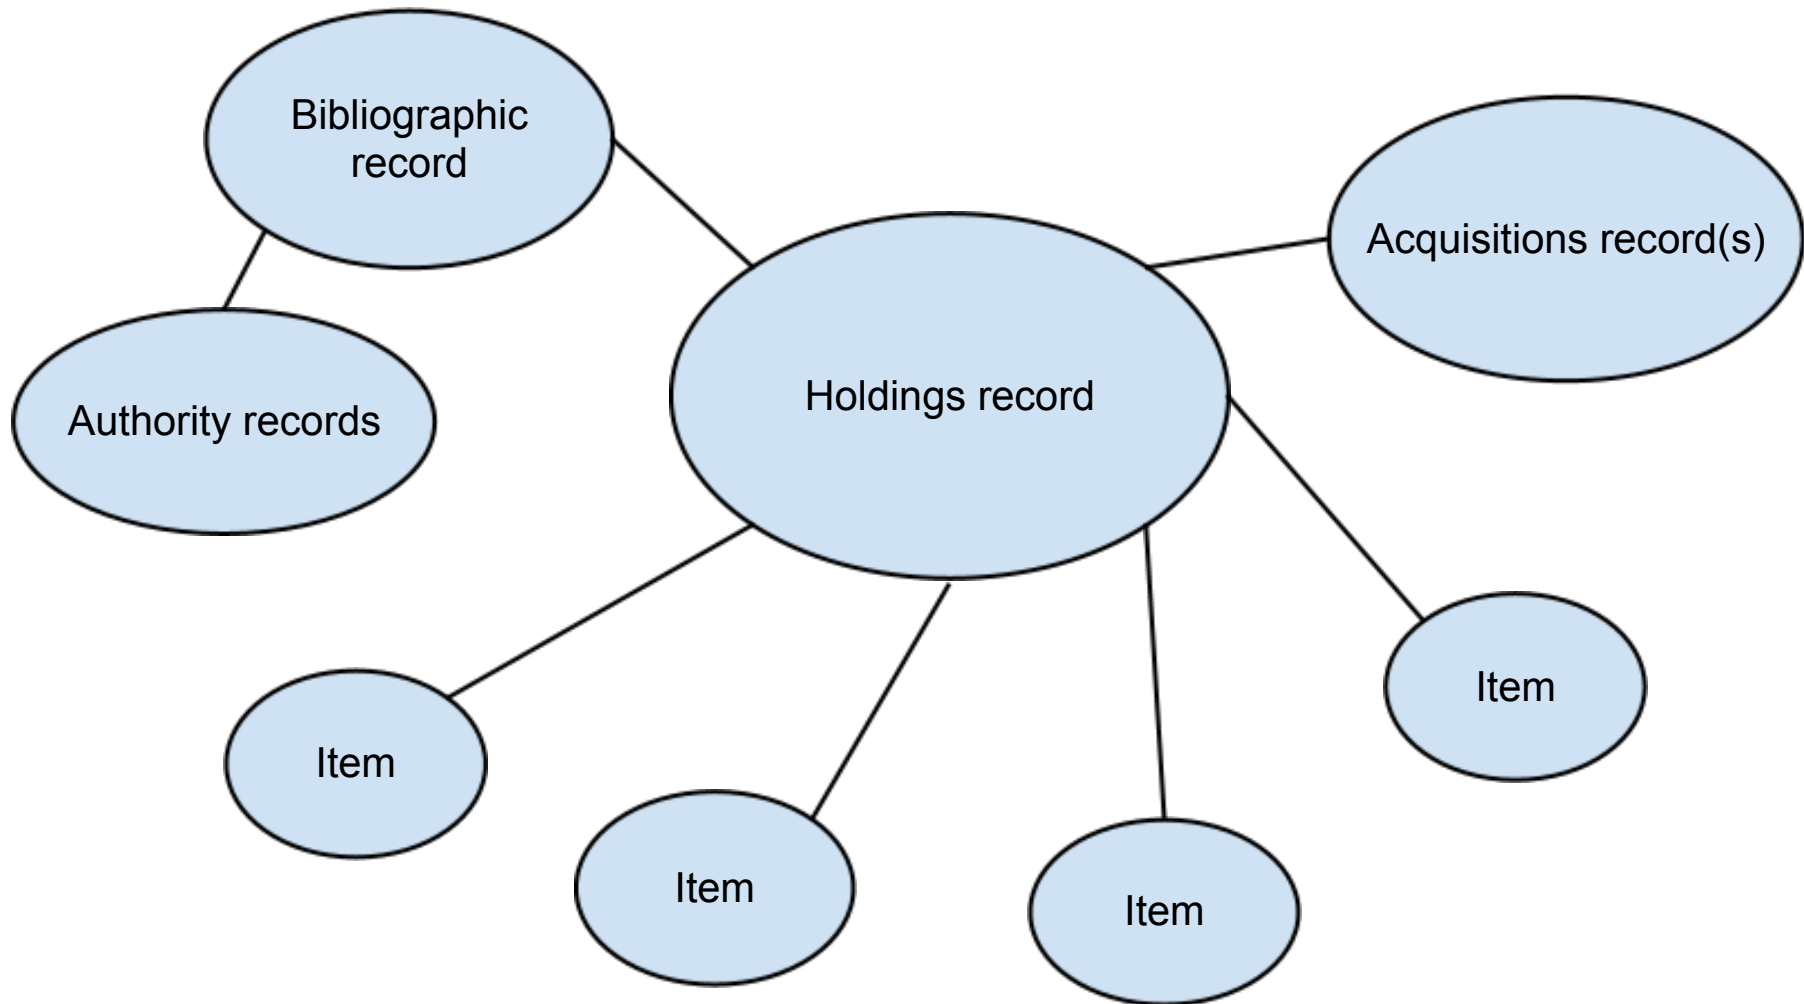 Bibliographic
record
Acquisitions record(s)
Holdings record
Authority records
Item
Item
Item
Item